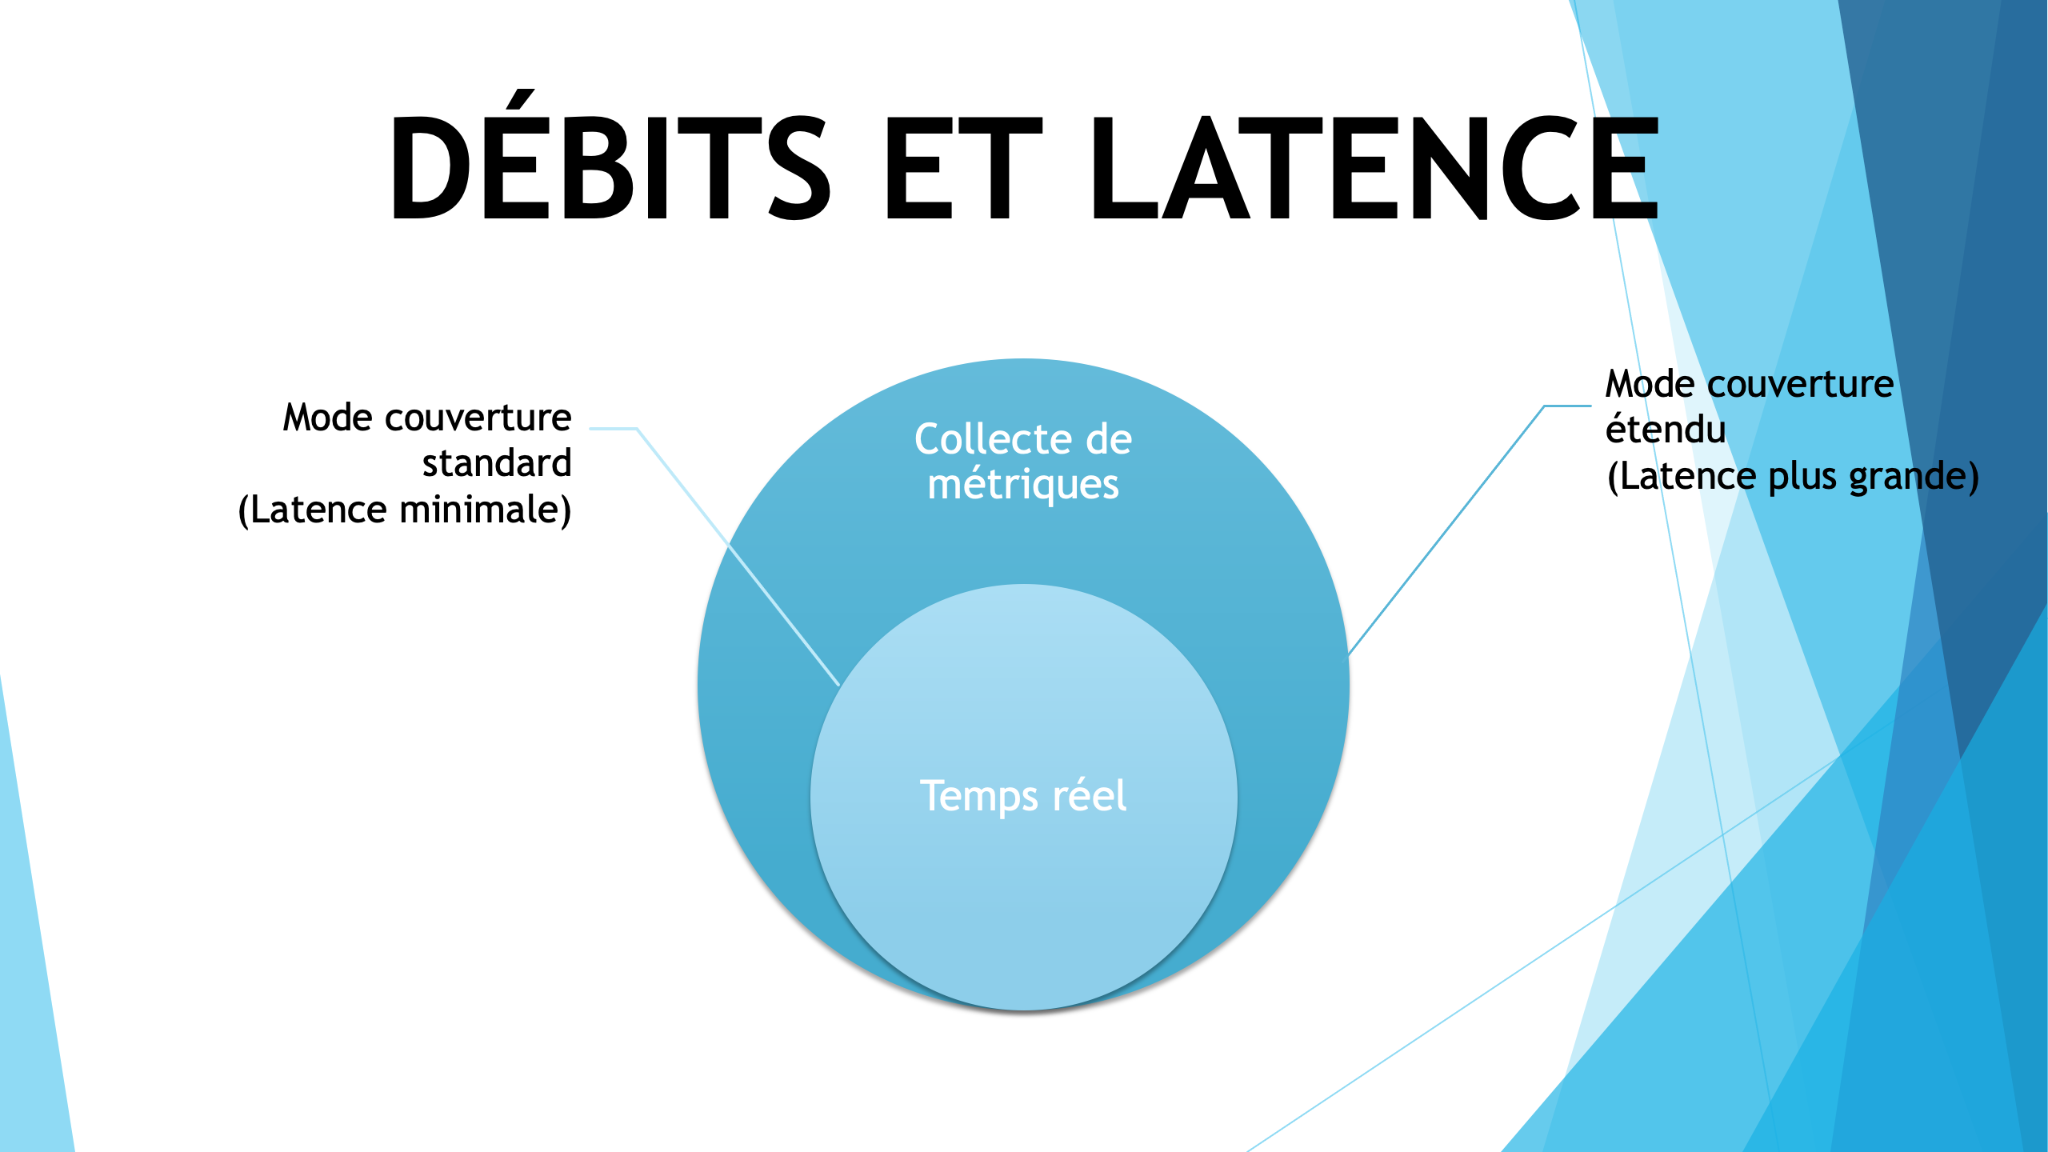 DÉBITS ET LATENCE
Mode couverture
standard
(Latence minimale)
Collecte de
métriques
Temps réel
Mode couverture
étendu
(Latence plus grande)